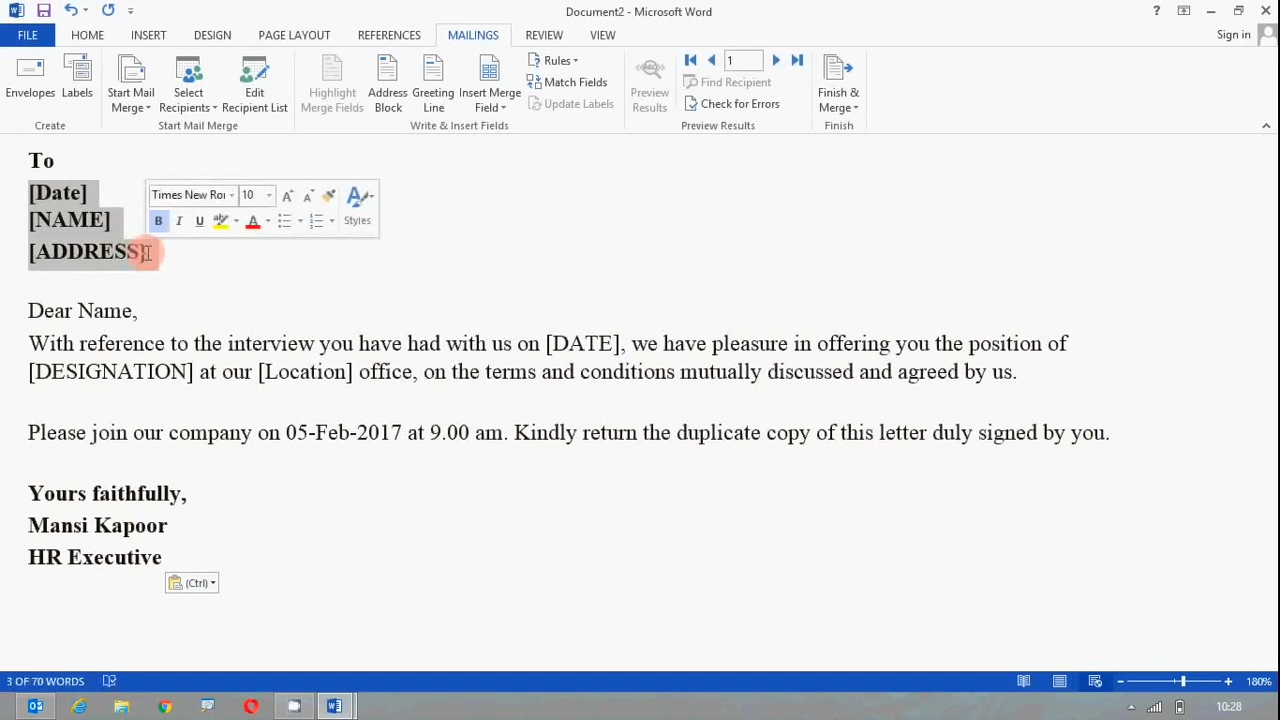 Document2 - Microsoft Word
?
FILE HOME INSERT DESIGN PAGE LAYOUT REFERENCES MAILINGS REVIEW VIEW Sign in
Envelopes Labels Start Mail Merge Select Recipients Edit Recipient List Highlight Merge Fields Address Block Greeting Line Insert Merge Field Rules Match Fields Update Labels Preview Results 1 Find Recipient Check for Errors Finish & Merge
Create Start Mail Merge Write & Insert Fields Preview Results Finish
To
[Date]
[NAME]
[ADDRESS]
Times New Ro 10 A A A
B I U ab A Styles
Dear Name,
With reference to the interview you have had with us on [DATE], we have pleasure in offering you the position of
[DESIGNATION] at our [Location] office, on the terms and conditions mutually discussed and agreed by us.
Please join our company on 05-Feb-2017 at 9.00 am. Kindly return the duplicate copy of this letter duly signed by you.
Yours faithfully,
Mansi Kapoor
HR Executive
(Ctrl)
3 OF 70 WORDS 180%
10:28